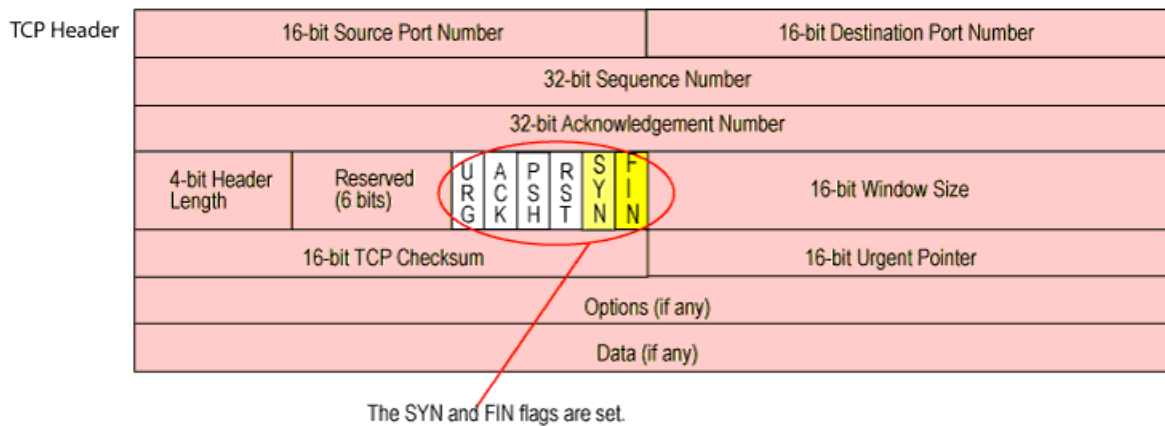 TCP Header
16-bit Source Port Number
16-bit Destination Port Number
32-bit Sequence Number
32-bit Acknowledgement Number
4-bit Header
Length
Reserved
(6 bits)
URG
ACK
PSH
RST
SYN
FIN
16-bit Window Size
16-bit TCP Checksum
16-bit Urgent Pointer
Options (if any)
Data (if any)
The SYN and FIN flags are set.